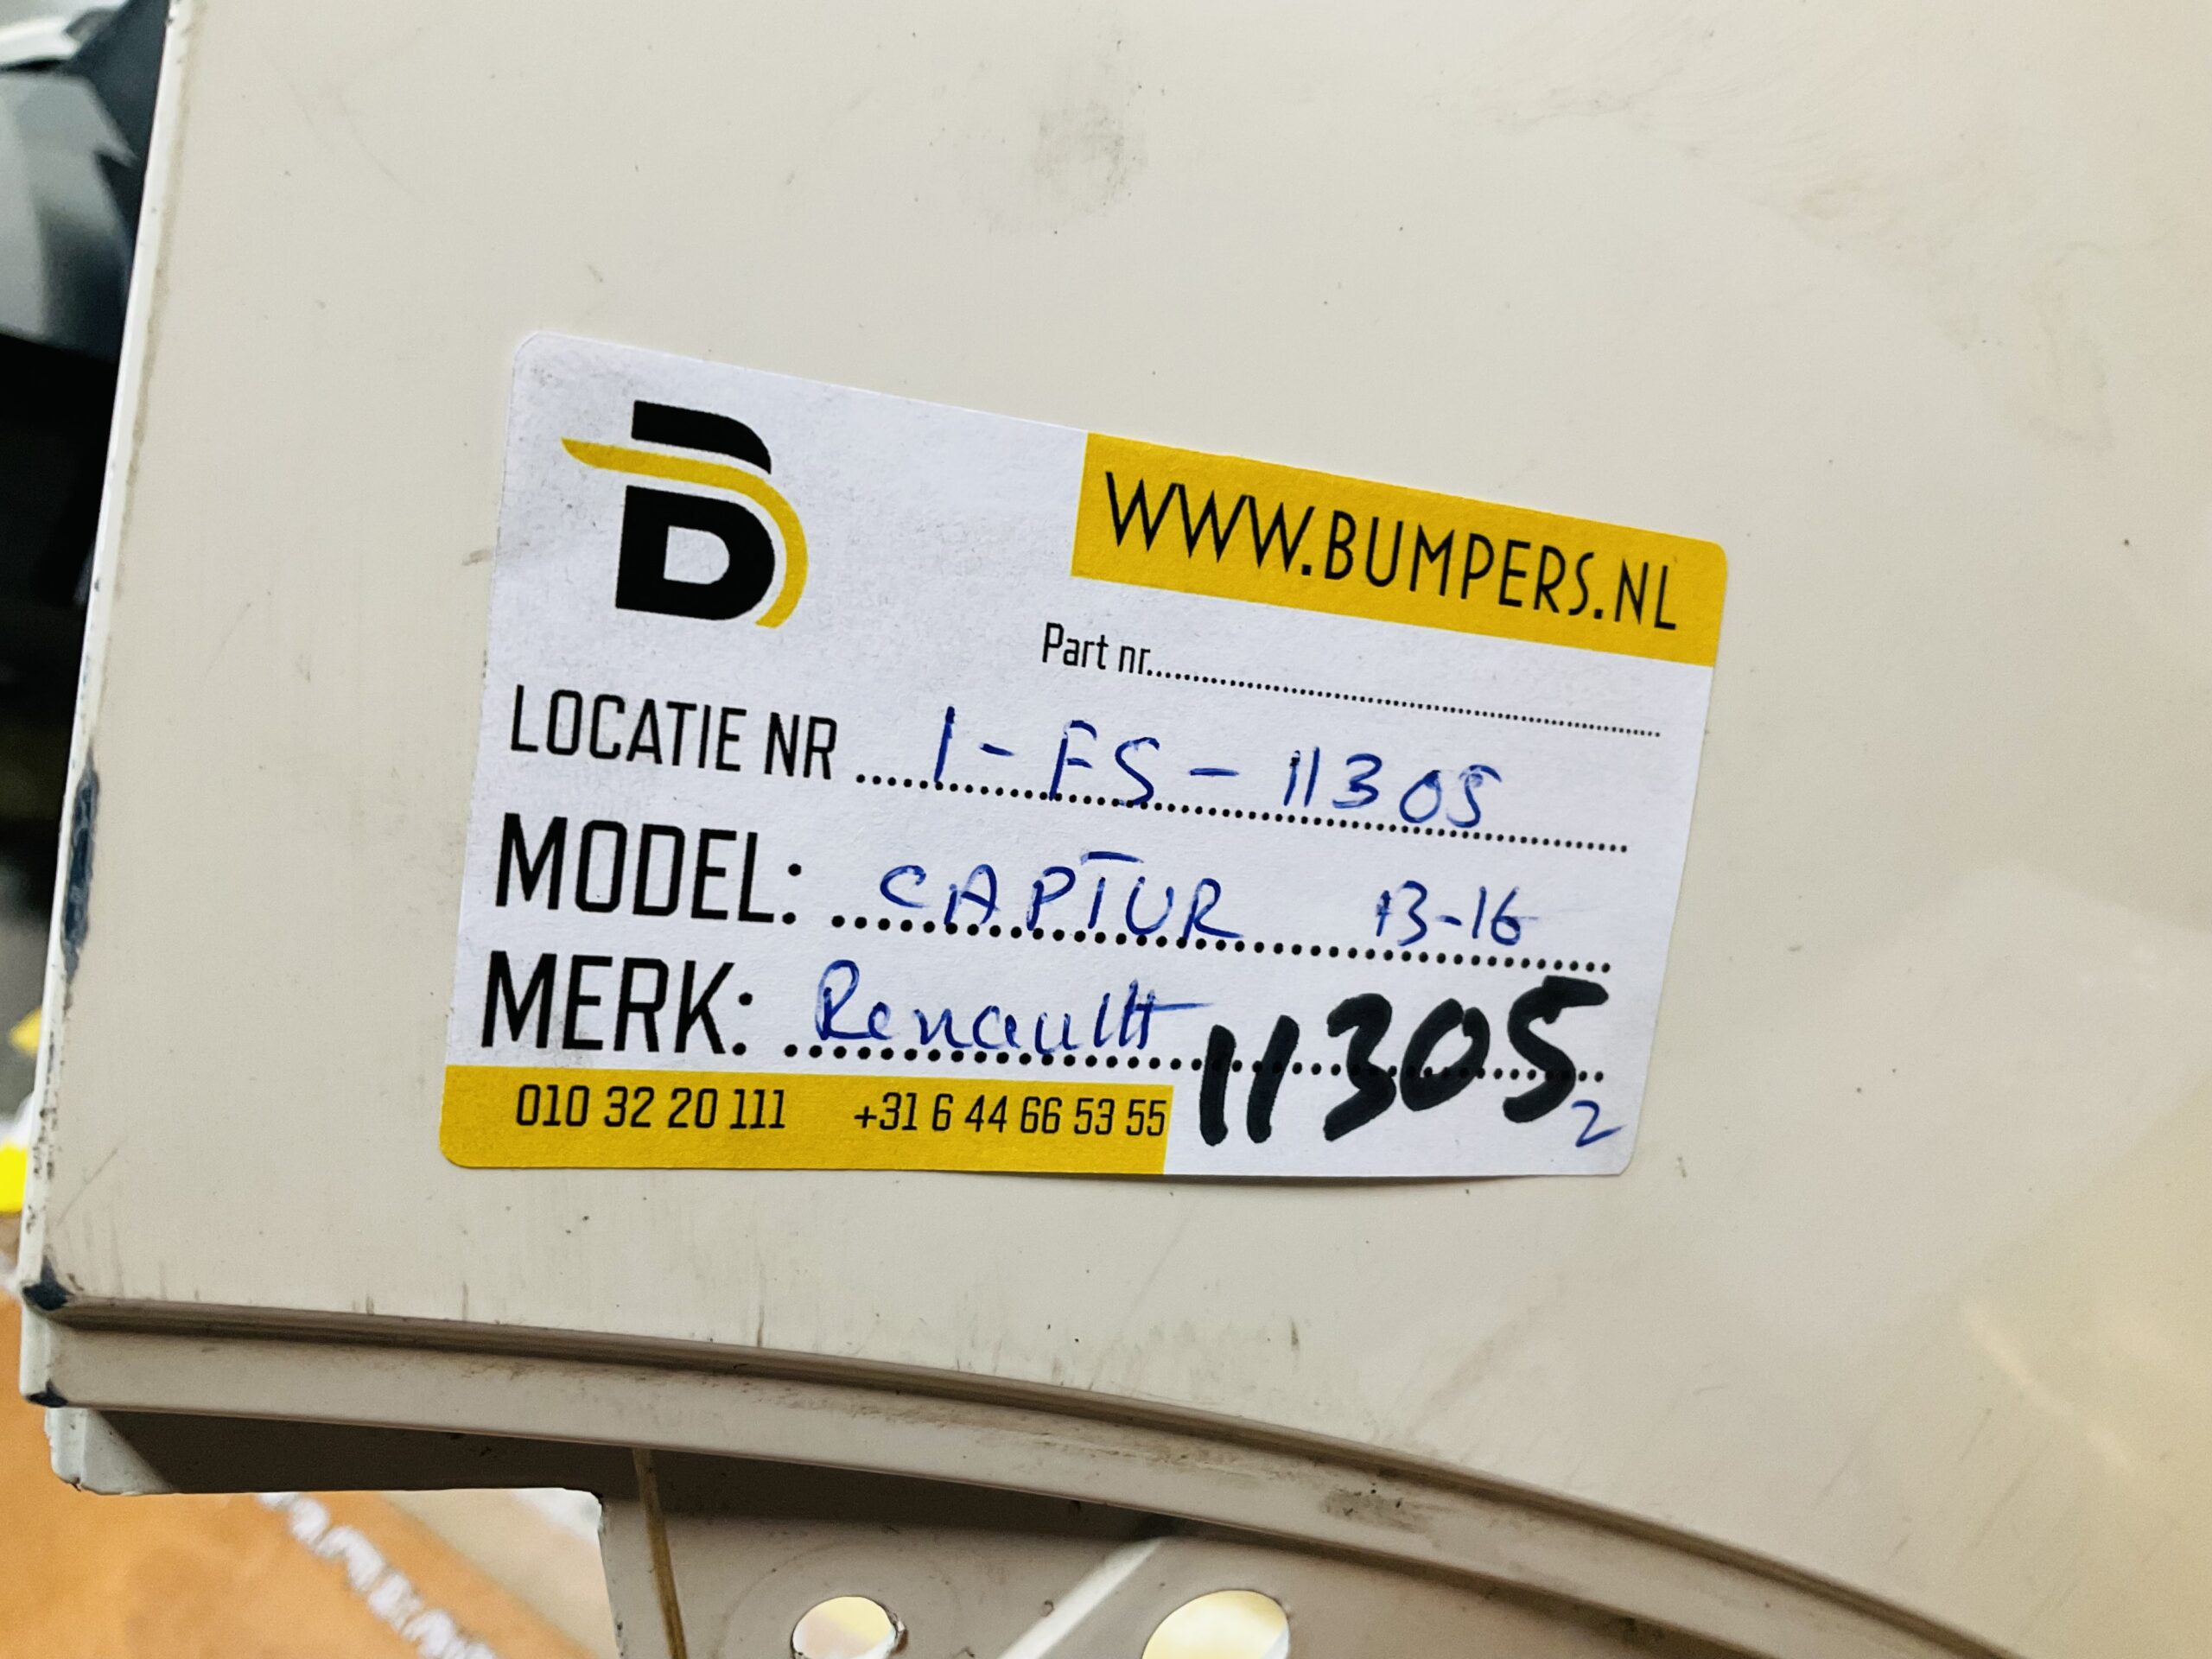 WWW.BUMPERS.NL
Part nr.
LOCATIE NR 1-FS-11305
MODEL: CAPTUR 13-16
MERK: Renault
11305
2
010 32 20 111 +31 6 44 66 53 55